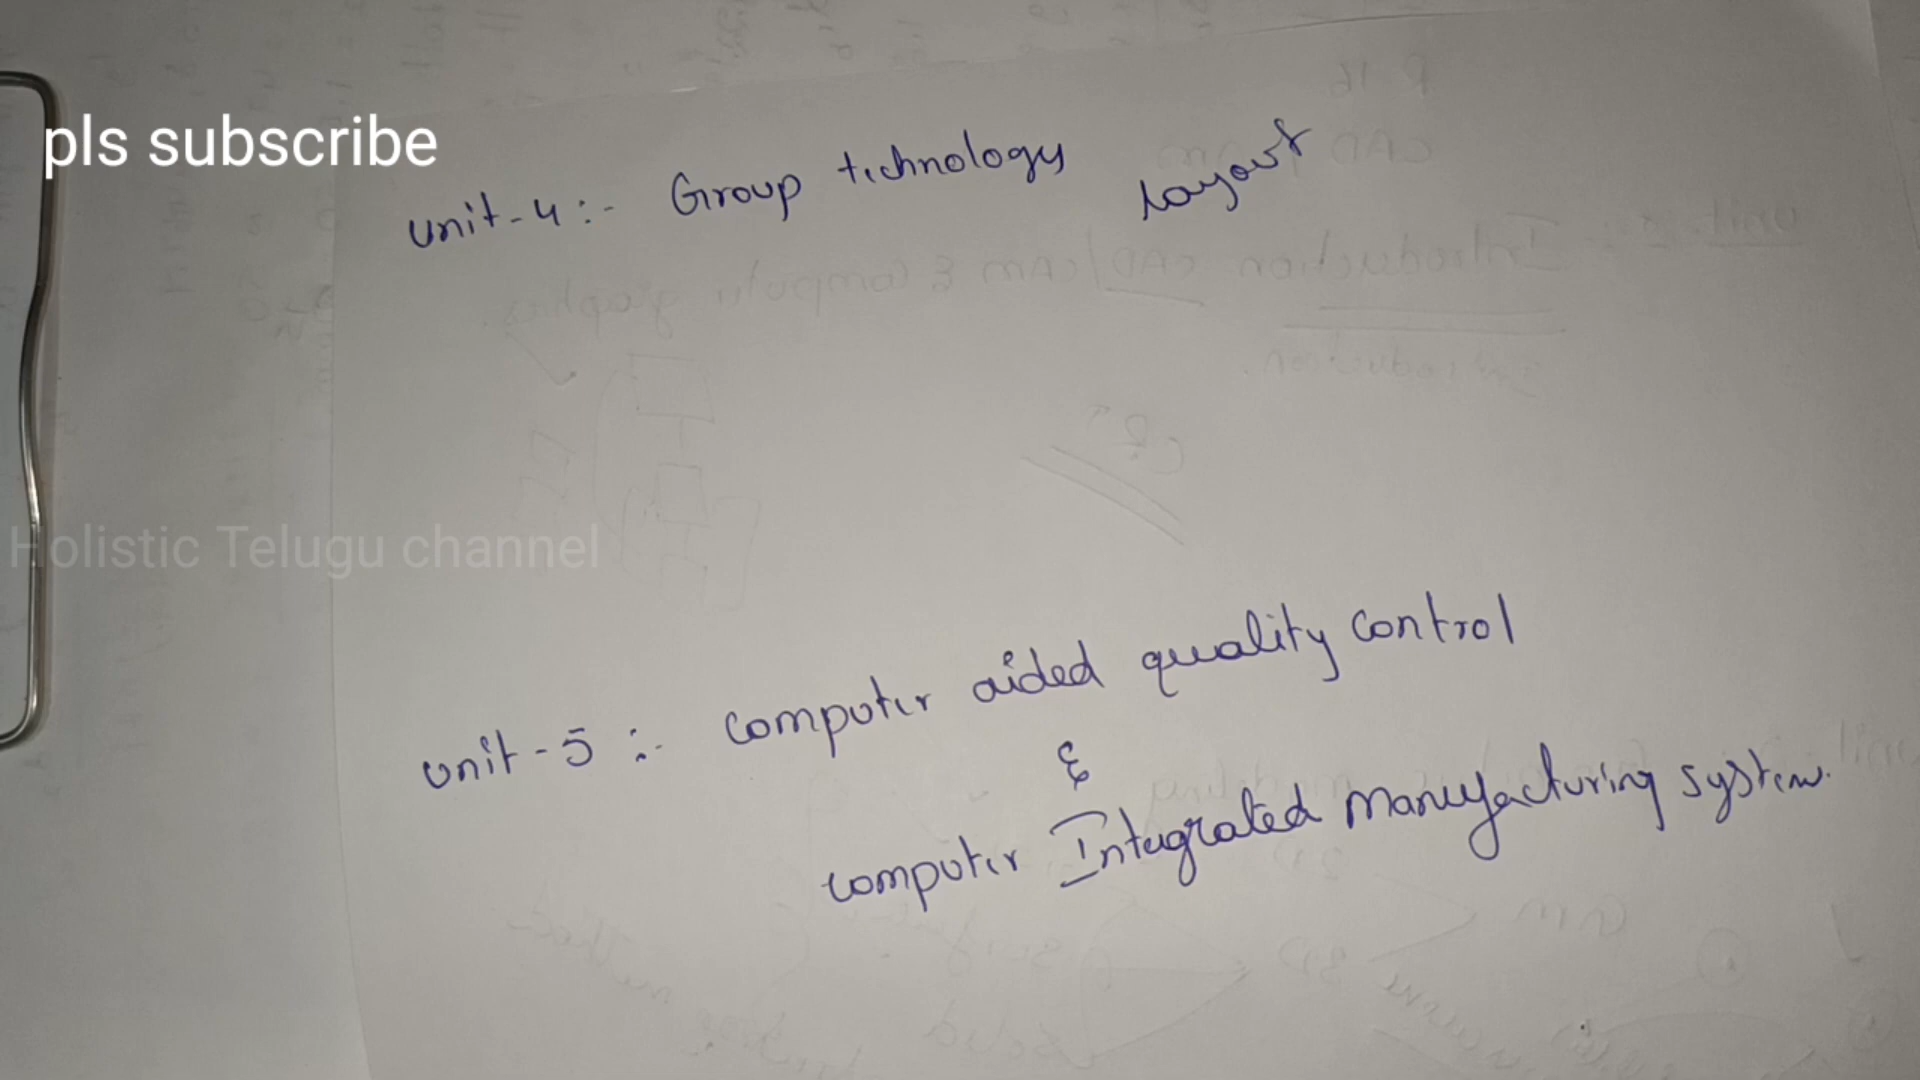 pls subscribe
unit-4:- Group technology Layout
Holistic Telugu channel
unit-5:- computer aided quality control
&
computer Integrated manufacturing system.